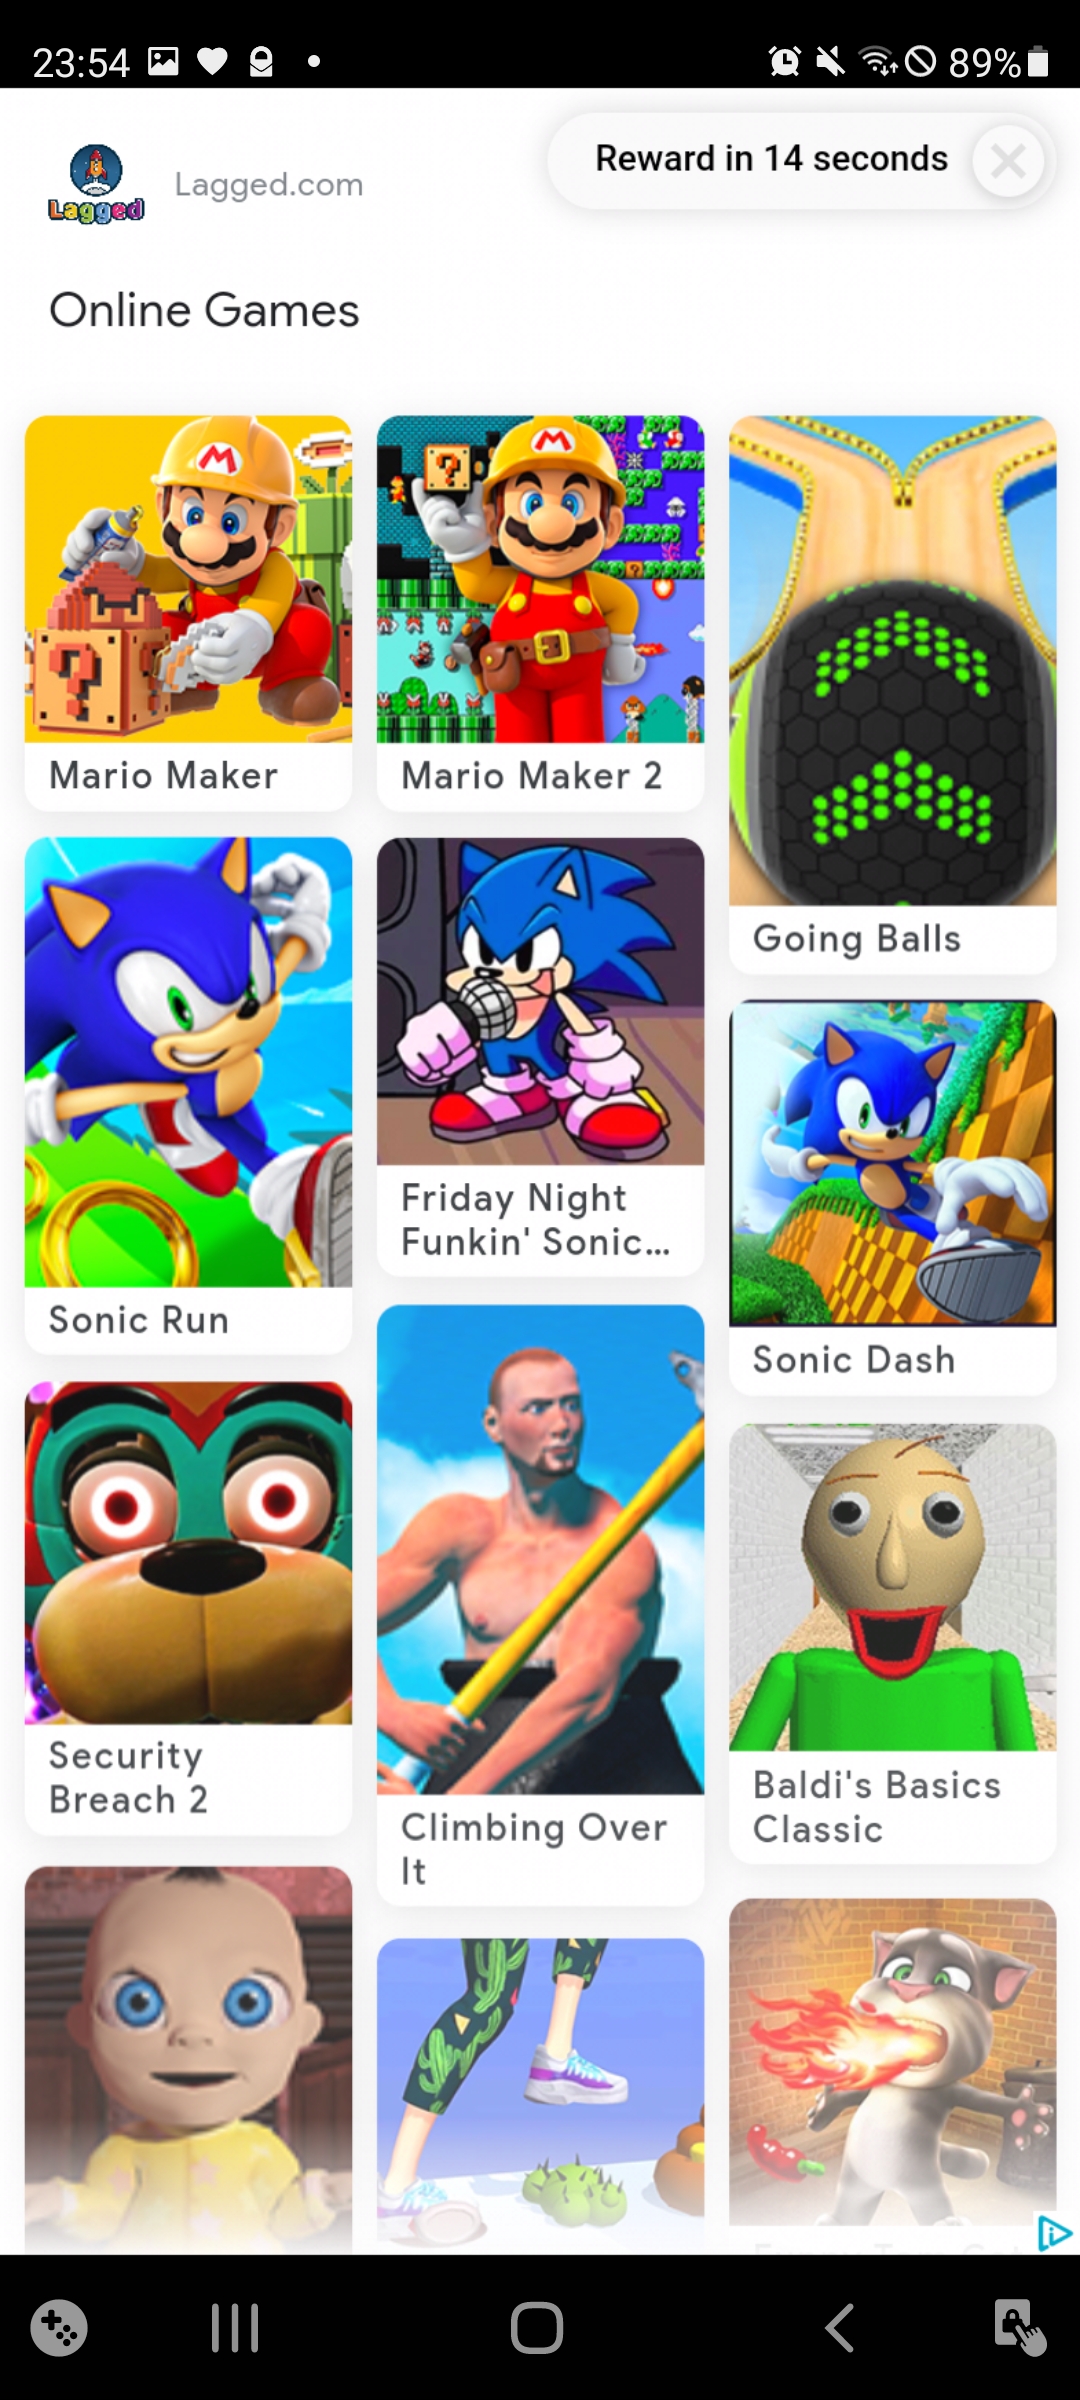 23:54
89%
Lagged
Lagged.com
Reward in 14 seconds
Online Games
Mario Maker
Mario Maker 2
Going Balls
Sonic Run
Friday Night
Funkin' Sonic...
Sonic Dash
Security
Breach 2
Climbing Over
It
Baldi's Basics
Classic